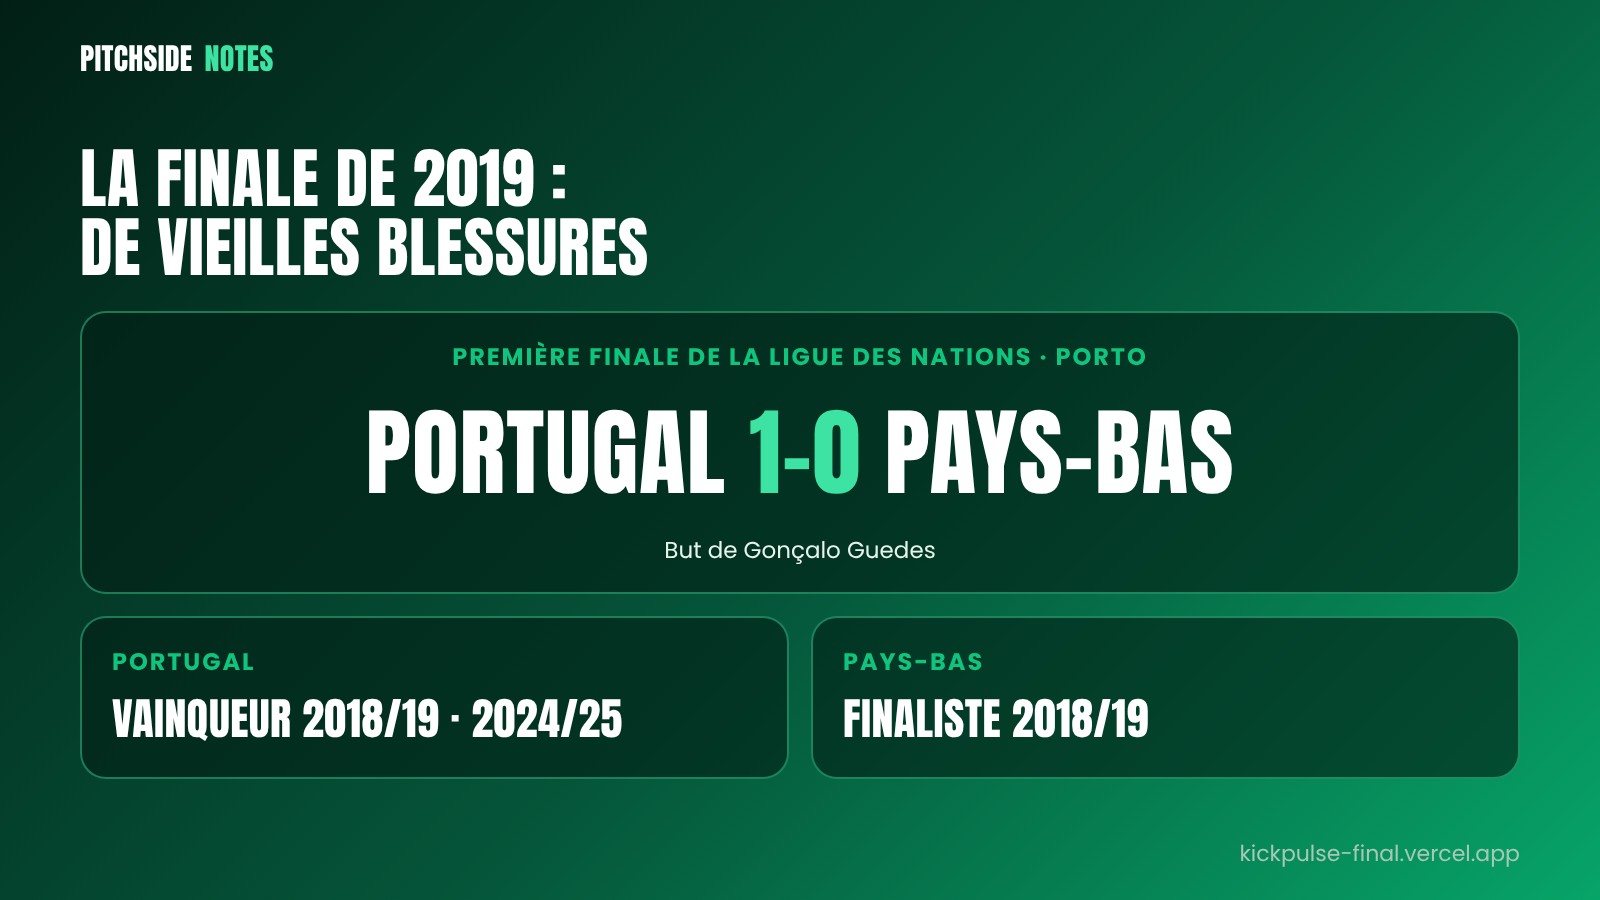 PITCHSIDE NOTES
LA FINALE DE 2019 :
DE VIEILLES BLESSURES
PREMIÈRE FINALE DE LA LIGUE DES NATIONS · PORTO
PORTUGAL 1-0 PAYS-BAS
But de Gonçalo Guedes
PORTUGAL
VAINQUEUR 2018/19 · 2024/25
PAYS-BAS
FINALISTE 2018/19
kickpulse-final.vercel.app